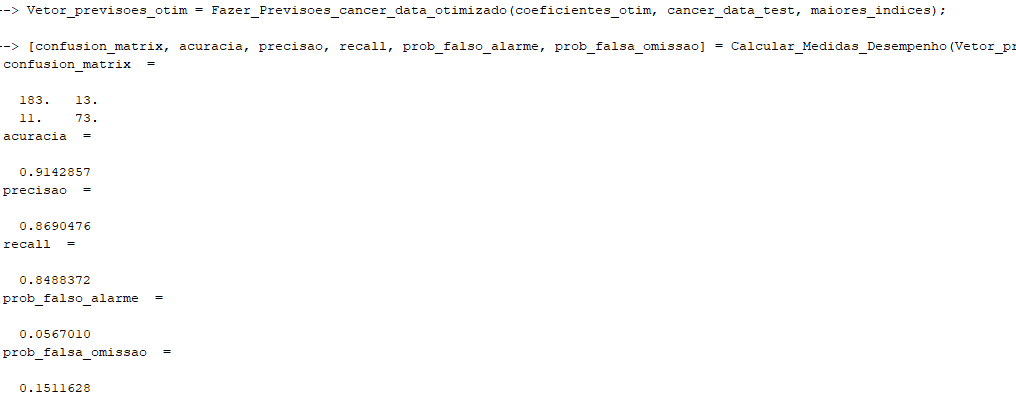 --> Vetor_previsoes_otim = Fazer_Previsoes_cancer_data_otimizado(coeficientes_otim, cancer_data_test, maiores_indices);
--> [confusion_matrix, acuracia, precisao, recall, prob_falso_alarme, prob_falsa_omissao] = Calcular_Medidas_Desempenho(Vetor_pr
confusion_matrix  =
183.   13.
11.    73.
acuracia  =
0.9142857
precisao  =
0.8690476
recall  =
0.8488372
prob_falso_alarme  =
0.0567010
prob_falsa_omissao  =
0.1511628